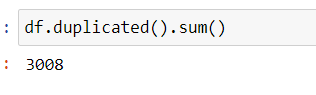 : df.duplicated().sum()
: 3008